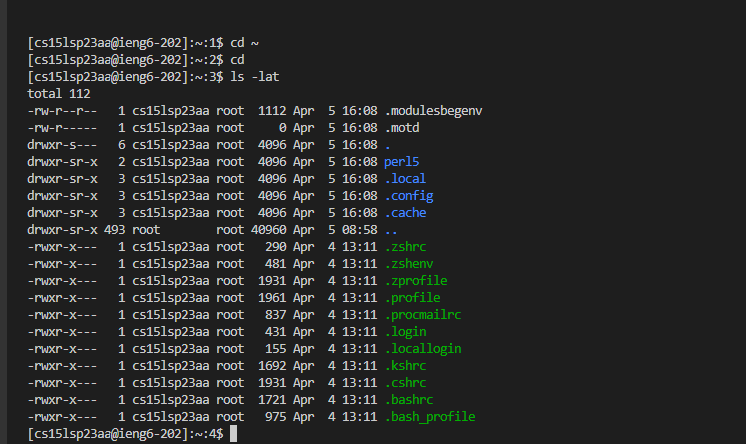 [cs15lsp23aa@ieng6-202]:~:1$ cd ~
[cs15lsp23aa@ieng6-202]:~:2$ cd
[cs15lsp23aa@ieng6-202]:~:3$ ls -lat
total 112
-rw-r--r--   1 cs15lsp23aa root  1112 Apr  5 16:08 .modulesbegenv
-rw-r-----   1 cs15lsp23aa root     0 Apr  5 16:08 .motd
drwxr-s---   6 cs15lsp23aa root  4096 Apr  5 16:08 .
drwxr-sr-x   2 cs15lsp23aa root  4096 Apr  5 16:08 perl5
drwxr-sr-x   3 cs15lsp23aa root  4096 Apr  5 16:08 .local
drwxr-sr-x   3 cs15lsp23aa root  4096 Apr  5 16:08 .config
drwxr-sr-x   3 cs15lsp23aa root  4096 Apr  5 16:08 .cache
drwxr-sr-x 493 root        root 40960 Apr  5 08:58 ..
-rwxr-x---   1 cs15lsp23aa root   290 Apr  4 13:11 .zshrc
-rwxr-x---   1 cs15lsp23aa root   481 Apr  4 13:11 .zshenv
-rwxr-x---   1 cs15lsp23aa root  1931 Apr  4 13:11 .zprofile
-rwxr-x---   1 cs15lsp23aa root  1961 Apr  4 13:11 .profile
-rwxr-x---   1 cs15lsp23aa root   837 Apr  4 13:11 .procmailrc
-rwxr-x---   1 cs15lsp23aa root   431 Apr  4 13:11 .login
-rwxr-x---   1 cs15lsp23aa root   155 Apr  4 13:11 .locallogin
-rwxr-x---   1 cs15lsp23aa root  1692 Apr  4 13:11 .kshrc
-rwxr-x---   1 cs15lsp23aa root  1931 Apr  4 13:11 .cshrc
-rwxr-x---   1 cs15lsp23aa root  1721 Apr  4 13:11 .bashrc
-rwxr-x---   1 cs15lsp23aa root   975 Apr  4 13:11 .bash_profile
[cs15lsp23aa@ieng6-202]:~:4$